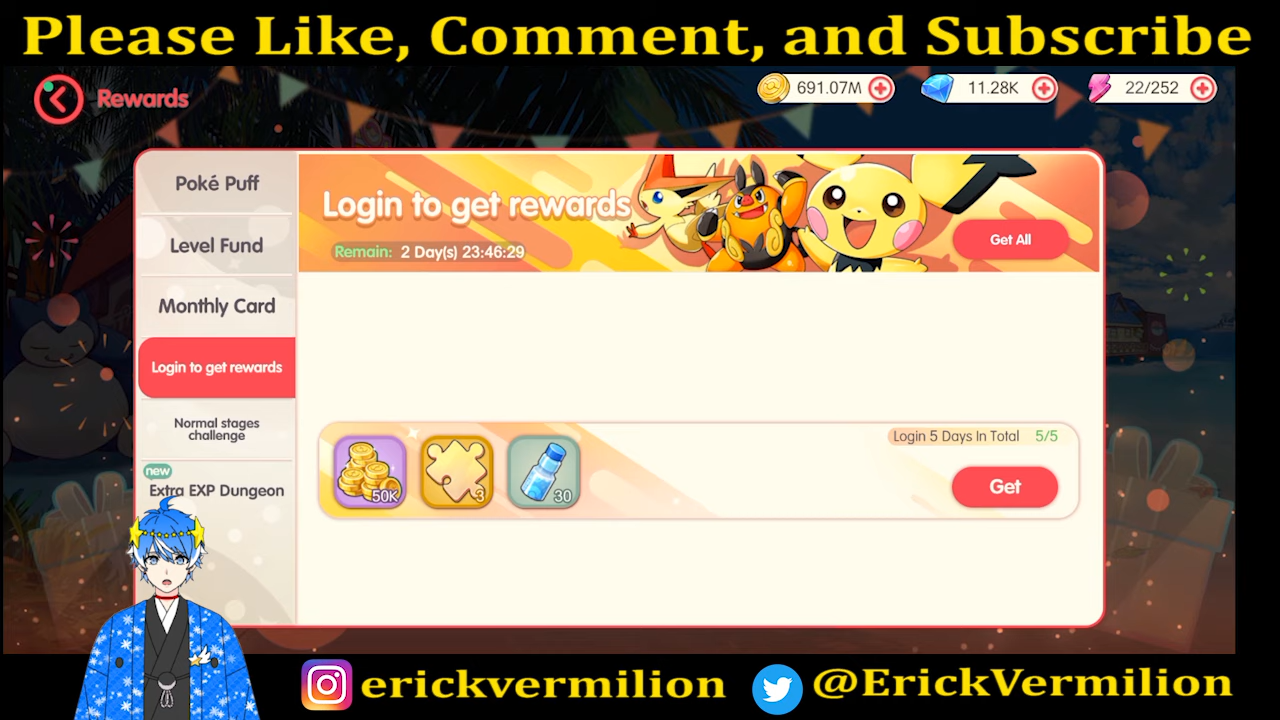 Please Like, Comment, and Subscribe
Rewards
691.07M
11.28K
22/252
Poké Puff
Level Fund
Monthly Card
Login to get rewards
Normal stages
challenge
new
Extra EXP Dungeon
Login to get rewards
Remain: 2 Day(s) 23:46:29
Get All
Login 5 Days In Total 5/5
50K
3
30
Get
erickvermilion
@ErickVermilion